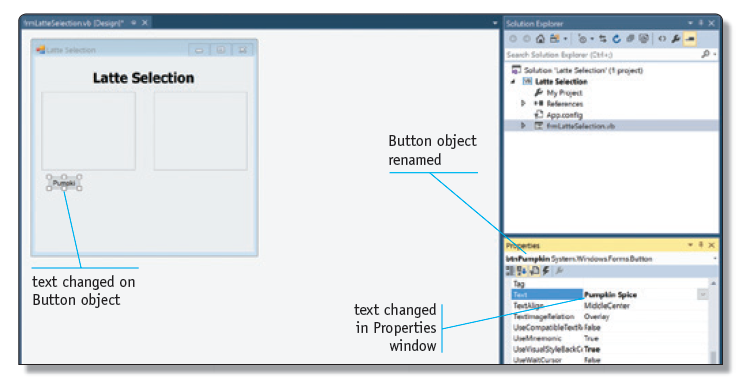 frmLatteSelection.vb [Design]*
Latte Selection
Latte Selection
Pumpki
text changed on
Button object
Button object
renamed
text changed
in Properties
window
Solution Explorer
Search Solution Explorer (Ctrl+;)
Solution 'Latte Selection' (1 project)
VB Latte Selection
My Project
References
App.config
frmLatteSelection.vb
Properties
btnPumpkin System.Windows.Forms.Button
Tag
Text Pumpkin Spice
TextAlign MiddleCenter
TextImageRelation Overlay
UseCompatibleTextR False
UseMnemonic True
UseVisualStyleBackC True
UseWaitCursor False